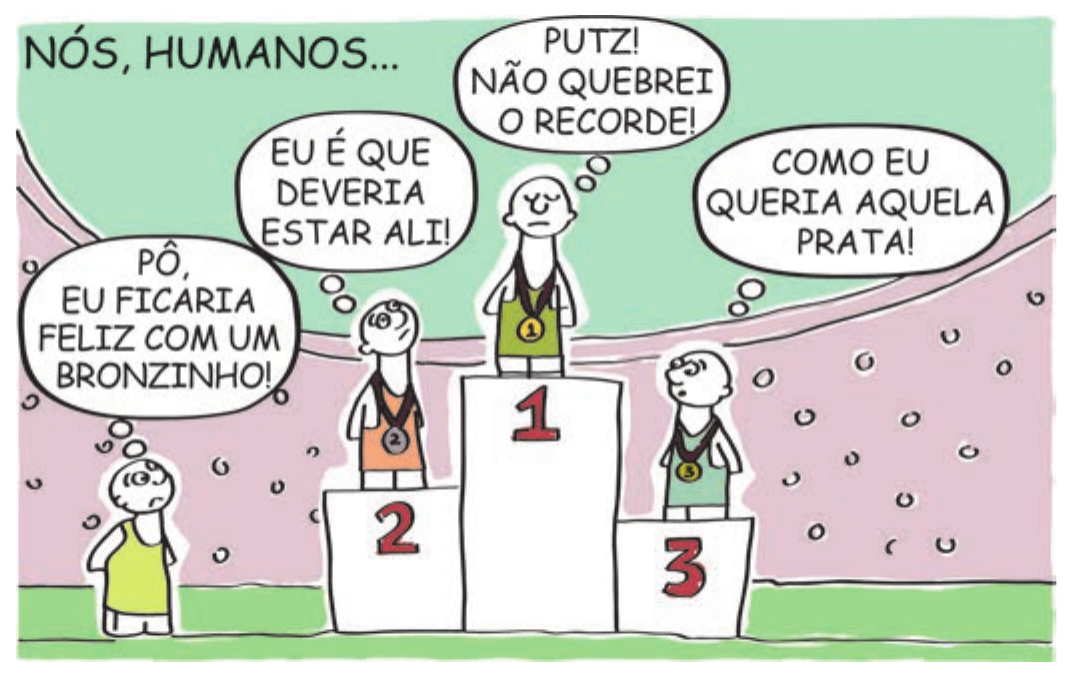 NÓS, HUMANOS...
PÔ,
EU FICARIA
FELIZ COM UM
BRONZINHO!
EU É QUE
DEVERIA
ESTAR ALI!
PUTZ!
NÃO QUEBREI
O RECORDE!
COMO EU
QUERIA AQUELA
PRATA!
2
1
3
2
1
3